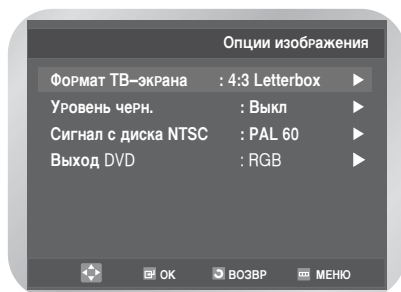 Опции изображения
Формат ТВ–экрана : 4:3 Letterbox
Уровень черн. : Выкл
Сигнал с диска NTSC : PAL 60
Выход DVD : RGB
ОК ВОЗВР МЕНЮ